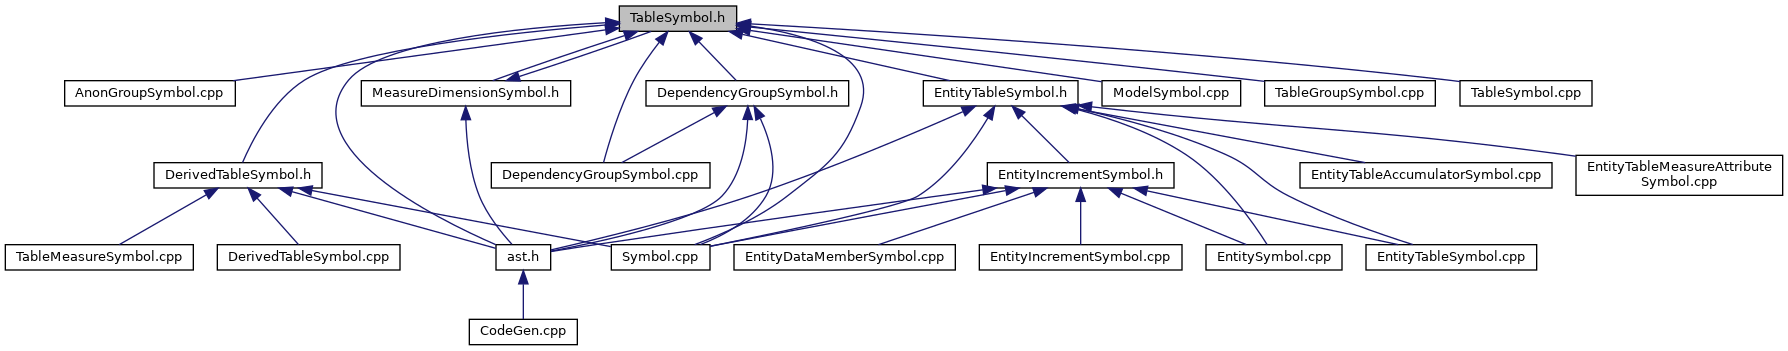 TableSymbol.h
AnonGroupSymbol.cpp
MeasureDimensionSymbol.h
DependencyGroupSymbol.h
EntityTableSymbol.h
ModelSymbol.cpp
TableGroupSymbol.cpp
TableSymbol.cpp
DerivedTableSymbol.h
DependencyGroupSymbol.cpp
EntityIncrementSymbol.h
EntityTableAccumulatorSymbol.cpp
EntityTableMeasureAttribute
Symbol.cpp
TableMeasureSymbol.cpp
DerivedTableSymbol.cpp
ast.h
Symbol.cpp
EntityDataMemberSymbol.cpp
EntityIncrementSymbol.cpp
EntitySymbol.cpp
EntityTableSymbol.cpp
CodeGen.cpp